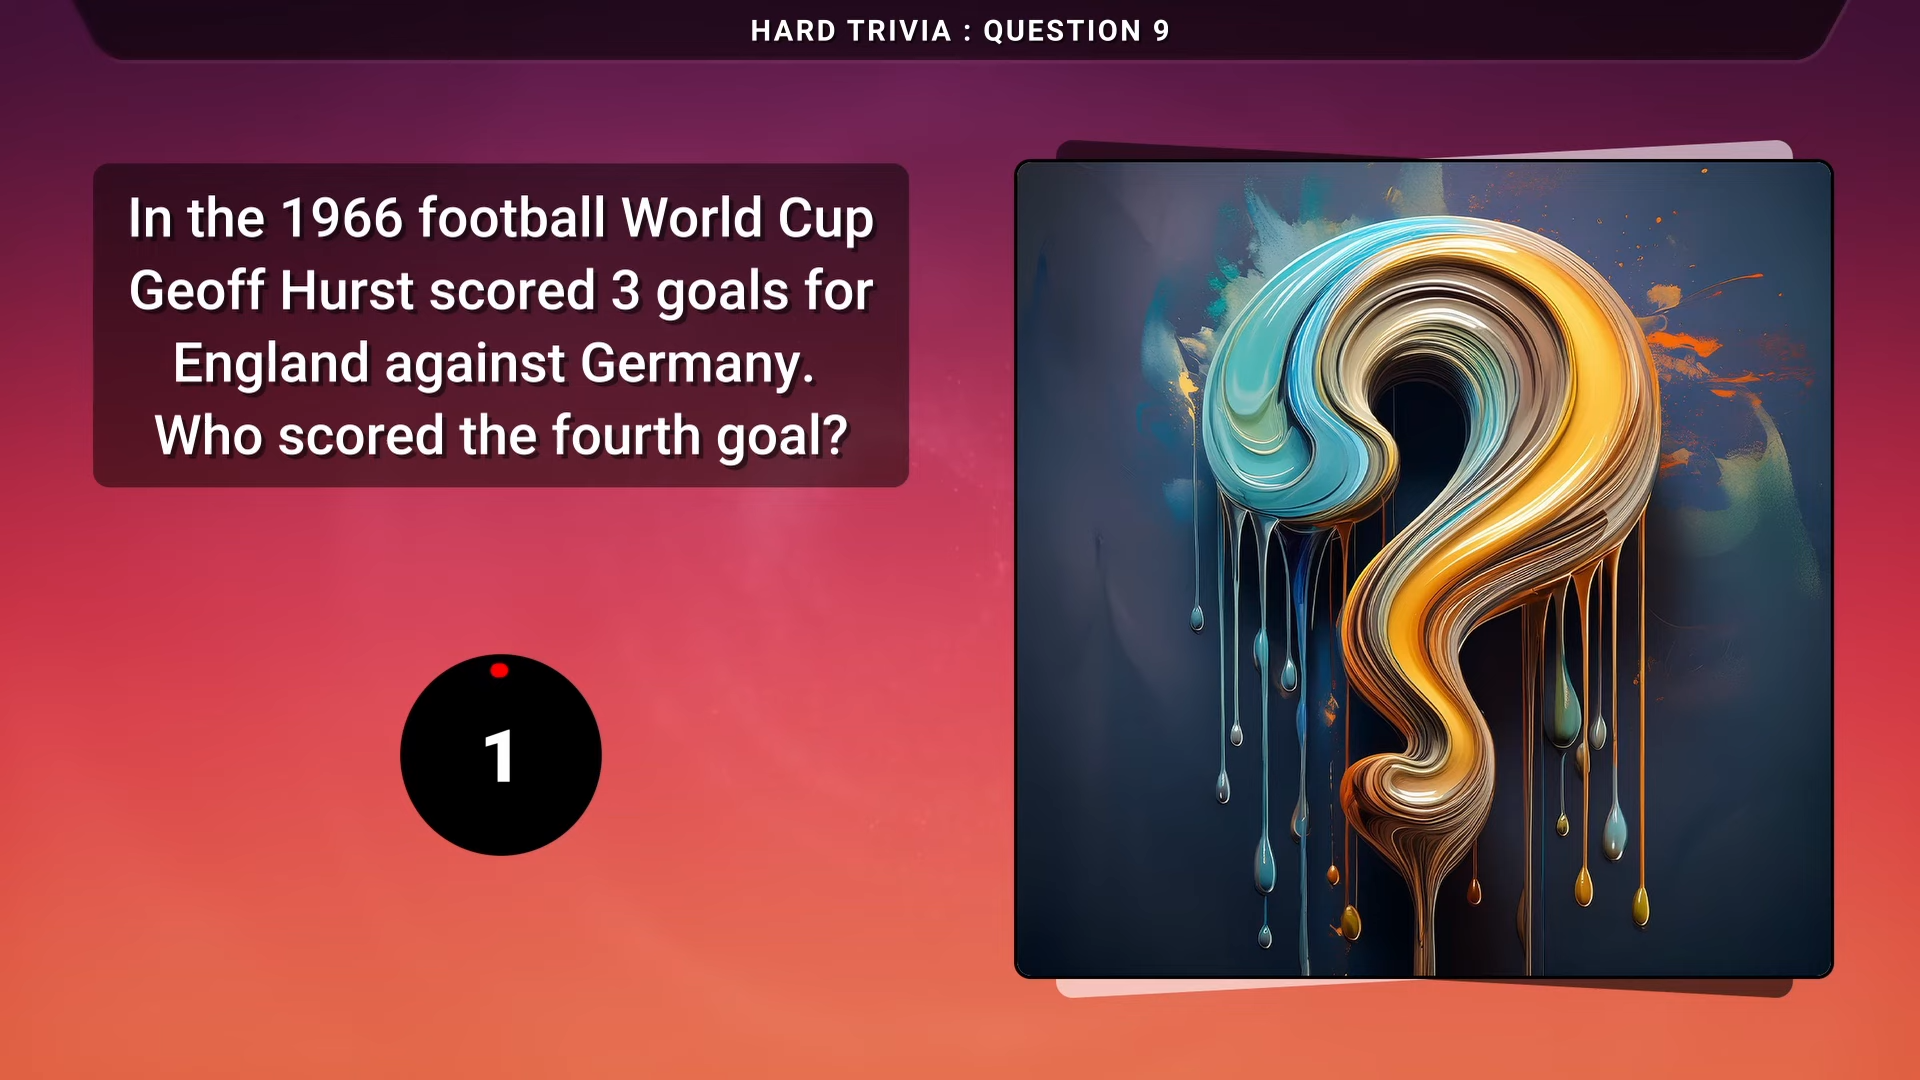 HARD TRIVIA : QUESTION 9
In the 1966 football World Cup
Geoff Hurst scored 3 goals for
England against Germany.
Who scored the fourth goal?
1